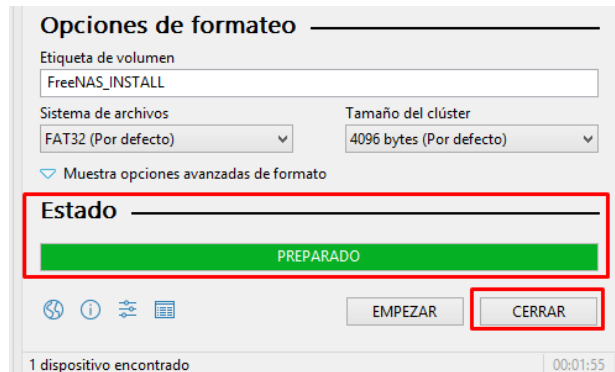 Opciones de formateo
Etiqueta de volumen
FreeNAS_INSTALL
Sistema de archivos
Tamaño del clúster
FAT32 (Por defecto)
4096 bytes (Por defecto)
Muestra opciones avanzadas de formato
Estado
PREPARADO
EMPEZAR
CERRAR
1 dispositivo encontrado
00:01:55